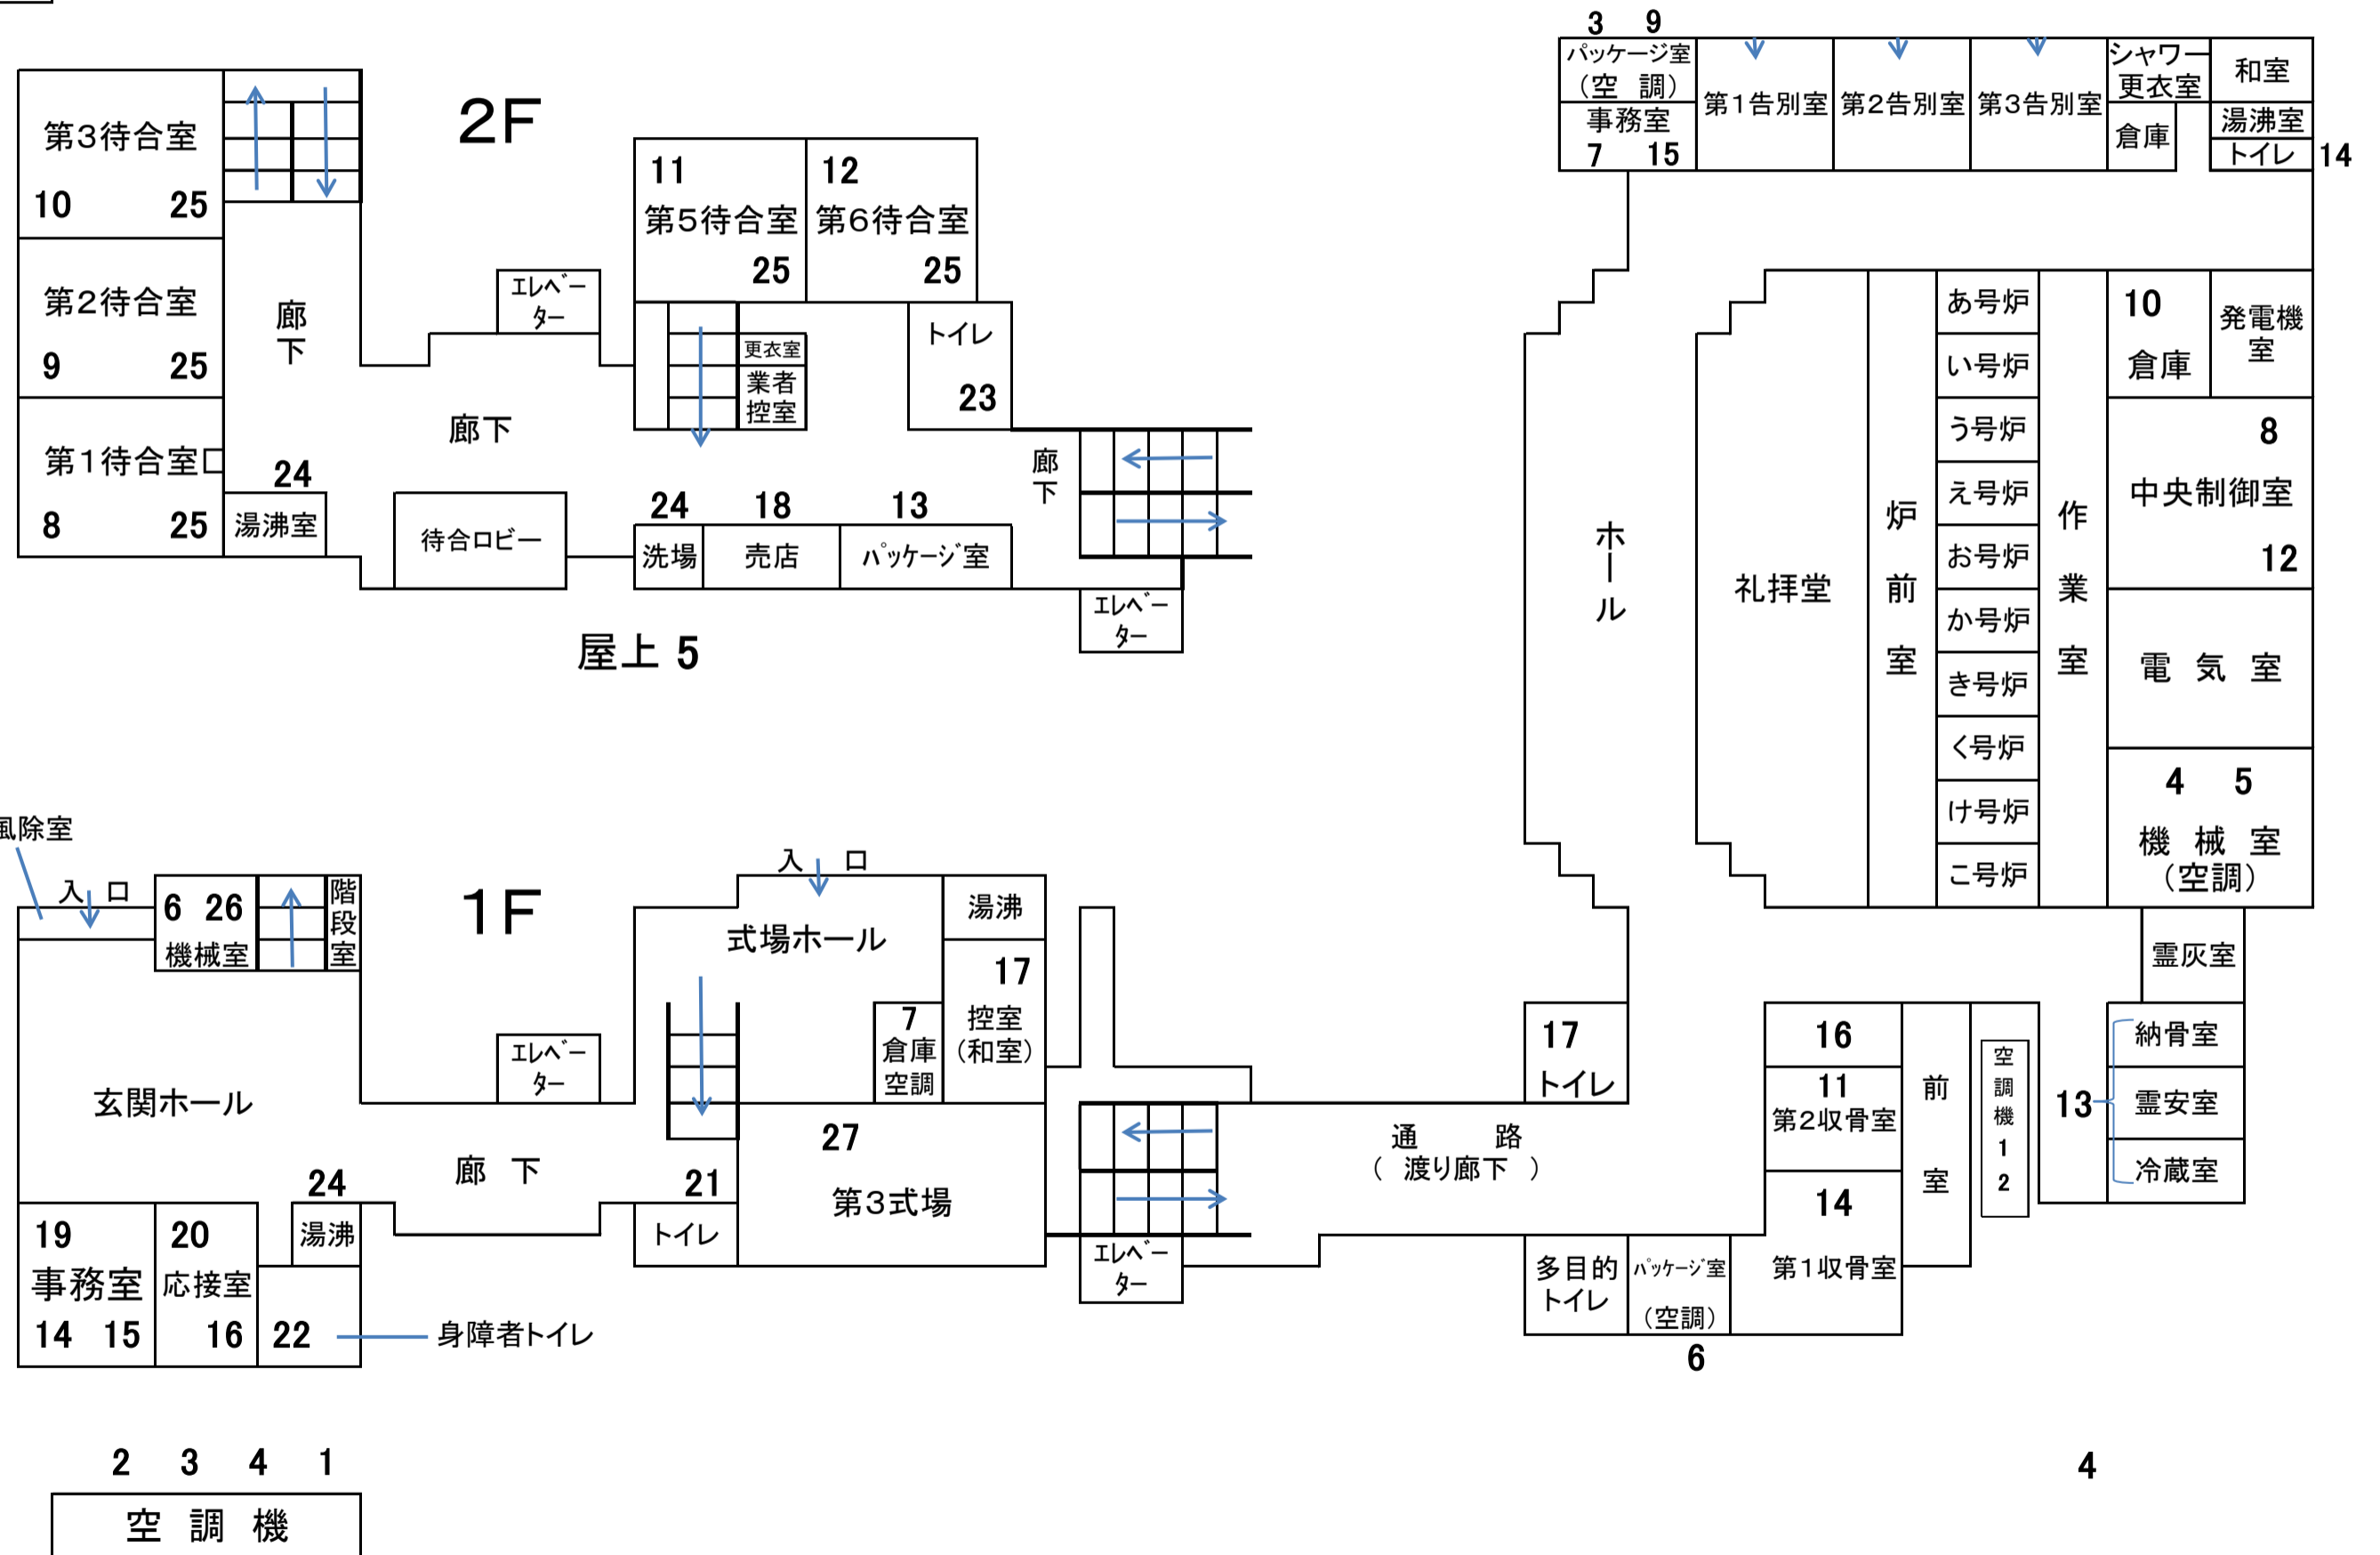 2F
第3待合室
10 25
第2待合室
9 25
第1待合室
8 25
廊下
24
湯沸室
エレベーター
廊下
待合ロビー
11
第5待合室
25
12
第6待合室
25
更衣室
業者
控室
トイレ
23
廊下
24 18 13
洗場 売店 パッケージ室
エレベーター
屋上 5
3 9
パッケージ室
(空 調)
事務室
7 15
第1告別室 第2告別室 第3告別室
シャワー
更衣室
倉庫
和室
湯沸室
トイレ 14
ホール
礼拝堂
炉前室
あ号炉
い号炉
う号炉
え号炉
お号炉
か号炉
き号炉
く号炉
け号炉
こ号炉
作業室
10
倉庫
発電機
室
8
中央制御室
12
電 気 室
4 5
機 械 室
(空調)
霊灰室
風除室
入 口
6 26
機械室
階段室
1F
玄関ホール
エレベーター
廊 下
24
湯沸
19
事務室
14 15
20
応接室
16
22
身障者トイレ
入 口
式場ホール
湯沸
17
控室
(和室)
7
倉庫
空調
21
トイレ
27
第3式場
エレベーター
通 路
( 渡り廊下 )
17
トイレ
多目的
トイレ
パッケージ室
(空調)
6
16
11
第2収骨室
14
第1収骨室
前室
空調機12
13
納骨室
霊安室
冷蔵室
2 3 4 1
空 調 機
4